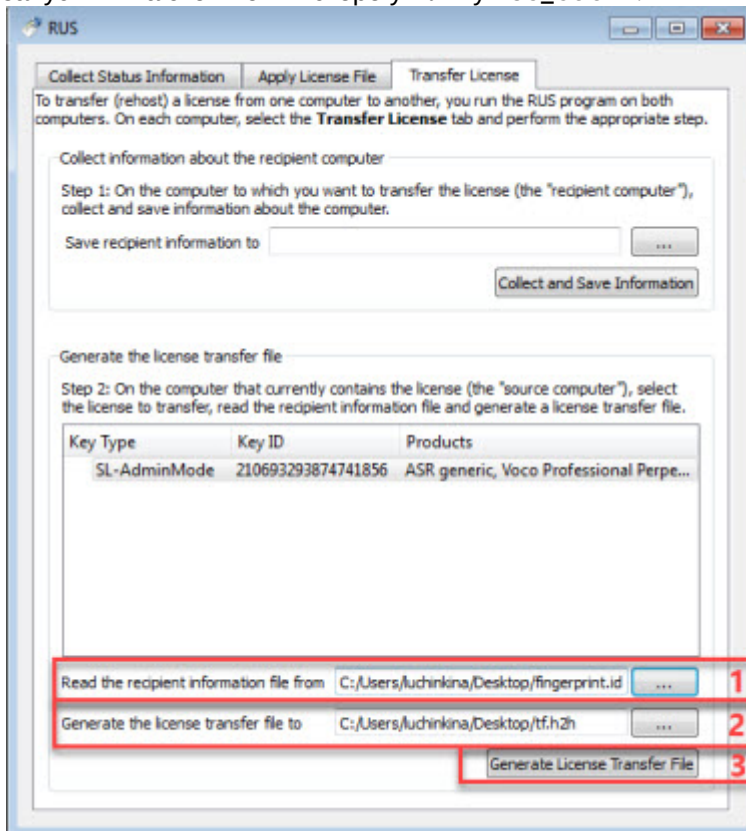 RUS
Collect Status Information Apply License File Transfer License
To transfer (rehost) a license from one computer to another, you run the RUS program on both
computers. On each computer, select the Transfer License tab and perform the appropriate step.
Collect information about the recipient computer
Step 1: On the computer to which you want to transfer the license (the "recipient computer"),
collect and save information about the computer.
Save recipient information to ...
Collect and Save Information
Generate the license transfer file
Step 2: On the computer that currently contains the license (the "source computer"), select
the license to transfer, read the recipient information file and generate a license transfer file.
Key Type Key ID Products
SL-AdminMode 210693293874741856 ASR generic, Voco Professional Perpe...
Read the recipient information file from C:/Users/luchinkina/Desktop/fingerprint.id ... 1
Generate the license transfer file to C:/Users/luchinkina/Desktop/tf.h2h ... 2
Generate License Transfer File 3